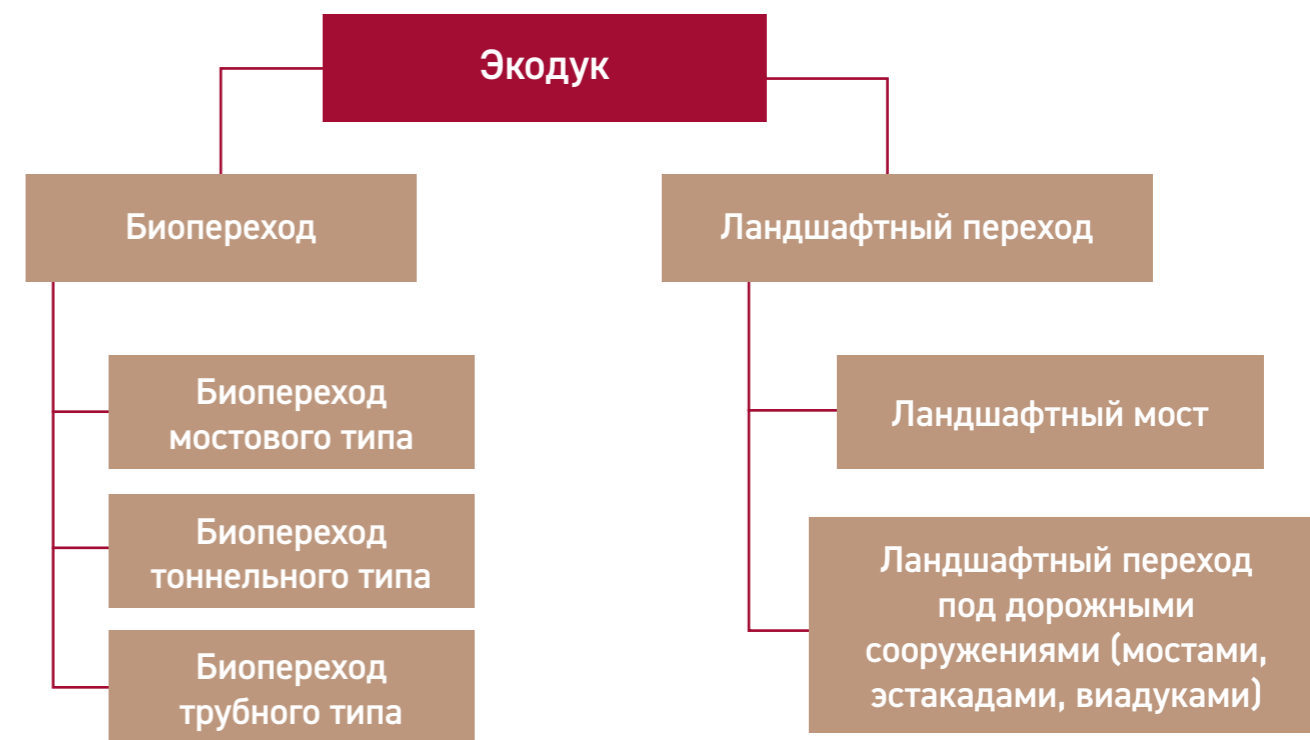 Экодук
Биопереход
Ландшафтный переход
Биопереход
мостового типа
Биопереход
тоннельного типа
Биопереход
трубного типа
Ландшафтный мост
Ландшафтный переход
под дорожными
сооружениями (мостами,
эстакадами, виадуками)